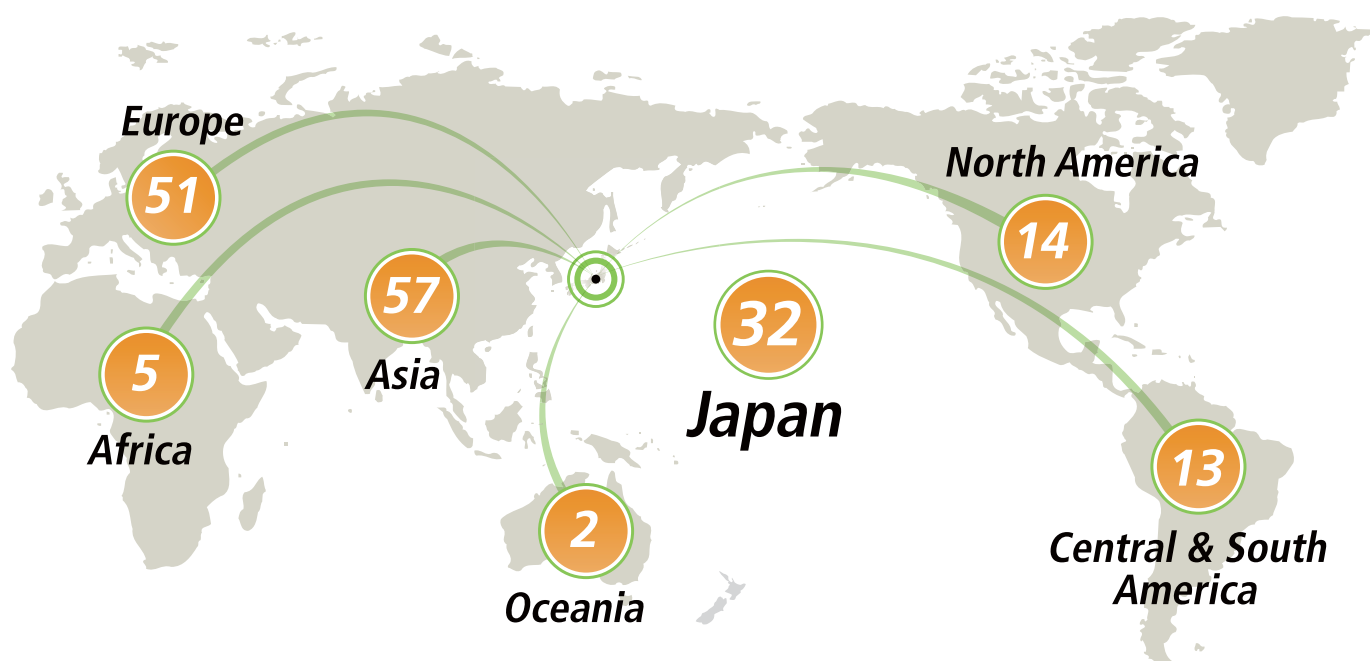 Europe
51
North America
14
57
Asia
32
Japan
5
Africa
13
Central & South
America
2
Oceania